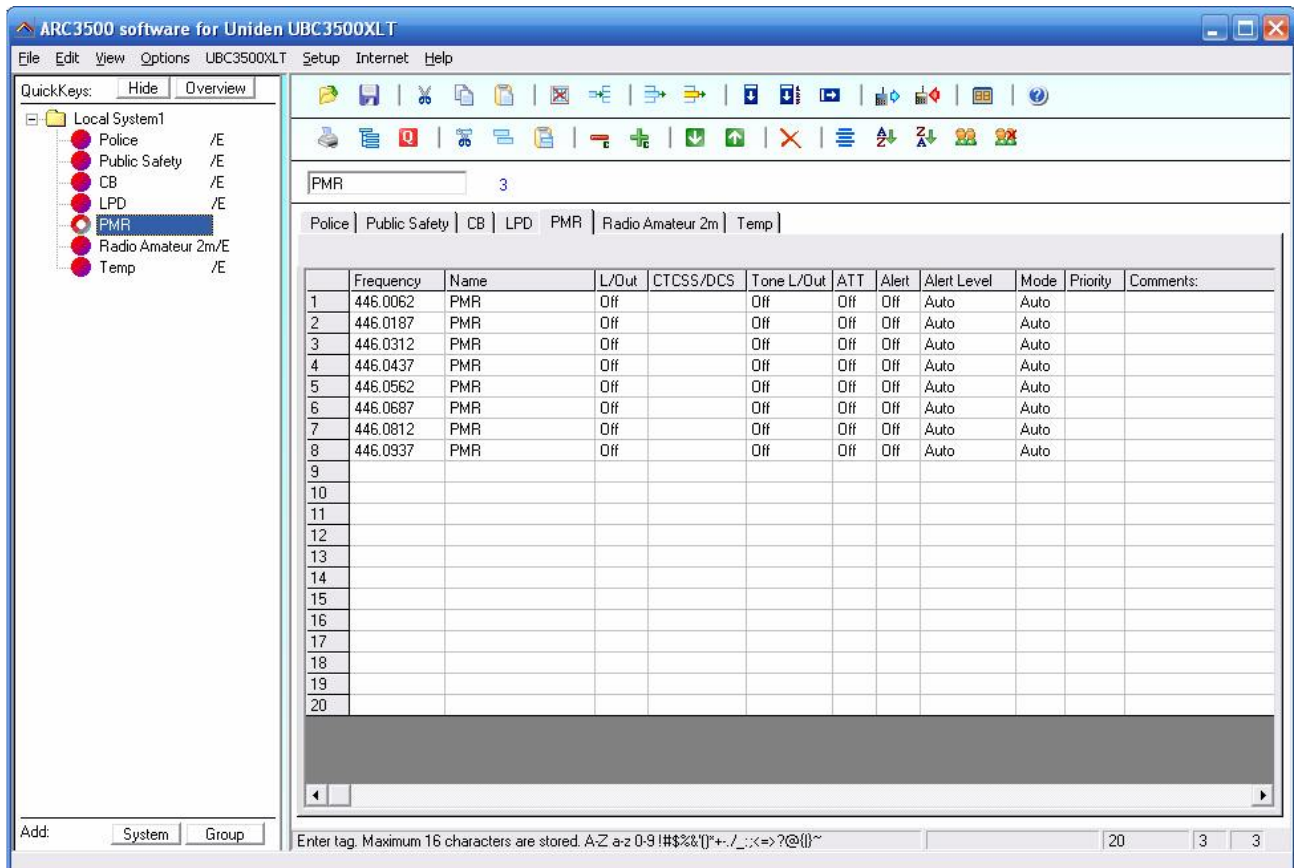 ARC3500 software for Uniden UBC3500XLT
File Edit View Options UBC3500XLT Setup Internet Help
QuickKeys: Hide Overview
Local System1
Police /E
Public Safety /E
CB /E
LPD /E
PMR
Radio Amateur 2m/E
Temp /E
PMR 3
Police Public Safety CB LPD PMR Radio Amateur 2m Temp
Frequency Name L/Out CTCSS/DCS Tone L/Out ATT Alert Alert Level Mode Priority Comments:
1 446.0062 PMR Off Off Off Off Auto Auto
2 446.0187 PMR Off Off Off Off Auto Auto
3 446.0312 PMR Off Off Off Off Auto Auto
4 446.0437 PMR Off Off Off Off Auto Auto
5 446.0562 PMR Off Off Off Off Auto Auto
6 446.0687 PMR Off Off Off Off Auto Auto
7 446.0812 PMR Off Off Off Off Auto Auto
8 446.0937 PMR Off Off Off Off Auto Auto
9
10
11
12
13
14
15
16
17
18
19
20
Add: System Group
Enter tag. Maximum 16 characters are stored. A-Z a-z 0-9 !#$%&'()*+-./_:;<=>?@{|}~ 20 3 3